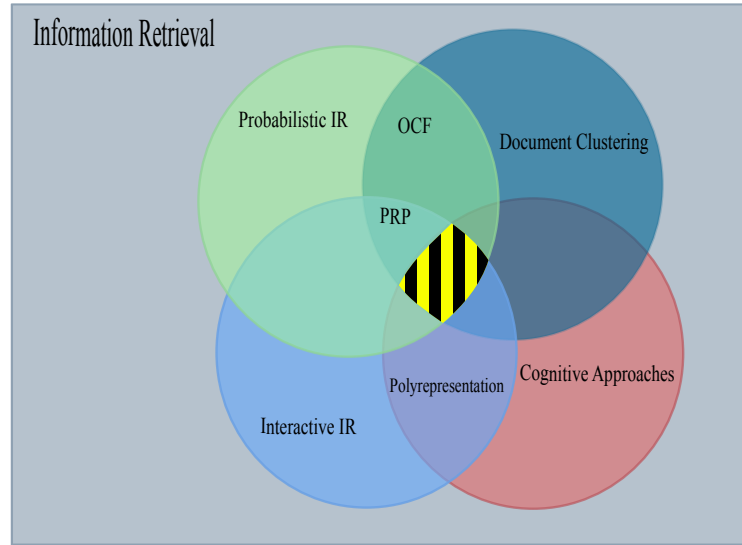 Information Retrieval
Probabilistic IR
OCF
Document Clustering
PRP
Polyrepresentation
Cognitive Approaches
Interactive IR